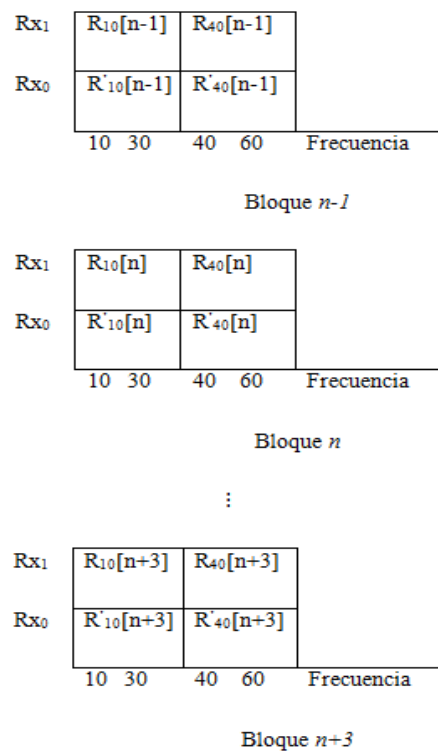 Rx₁ R₁₀[n-1] R₄₀[n-1]
Rx₀ R'₁₀[n-1] R'₄₀[n-1]
10 30 40 60 Frecuencia
Bloque n-1
Rx₁ R₁₀[n] R₄₀[n]
Rx₀ R'₁₀[n] R'₄₀[n]
10 30 40 60 Frecuencia
Bloque n
⋮
Rx₁ R₁₀[n+3] R₄₀[n+3]
Rx₀ R'₁₀[n+3] R'₄₀[n+3]
10 30 40 60 Frecuencia
Bloque n+3